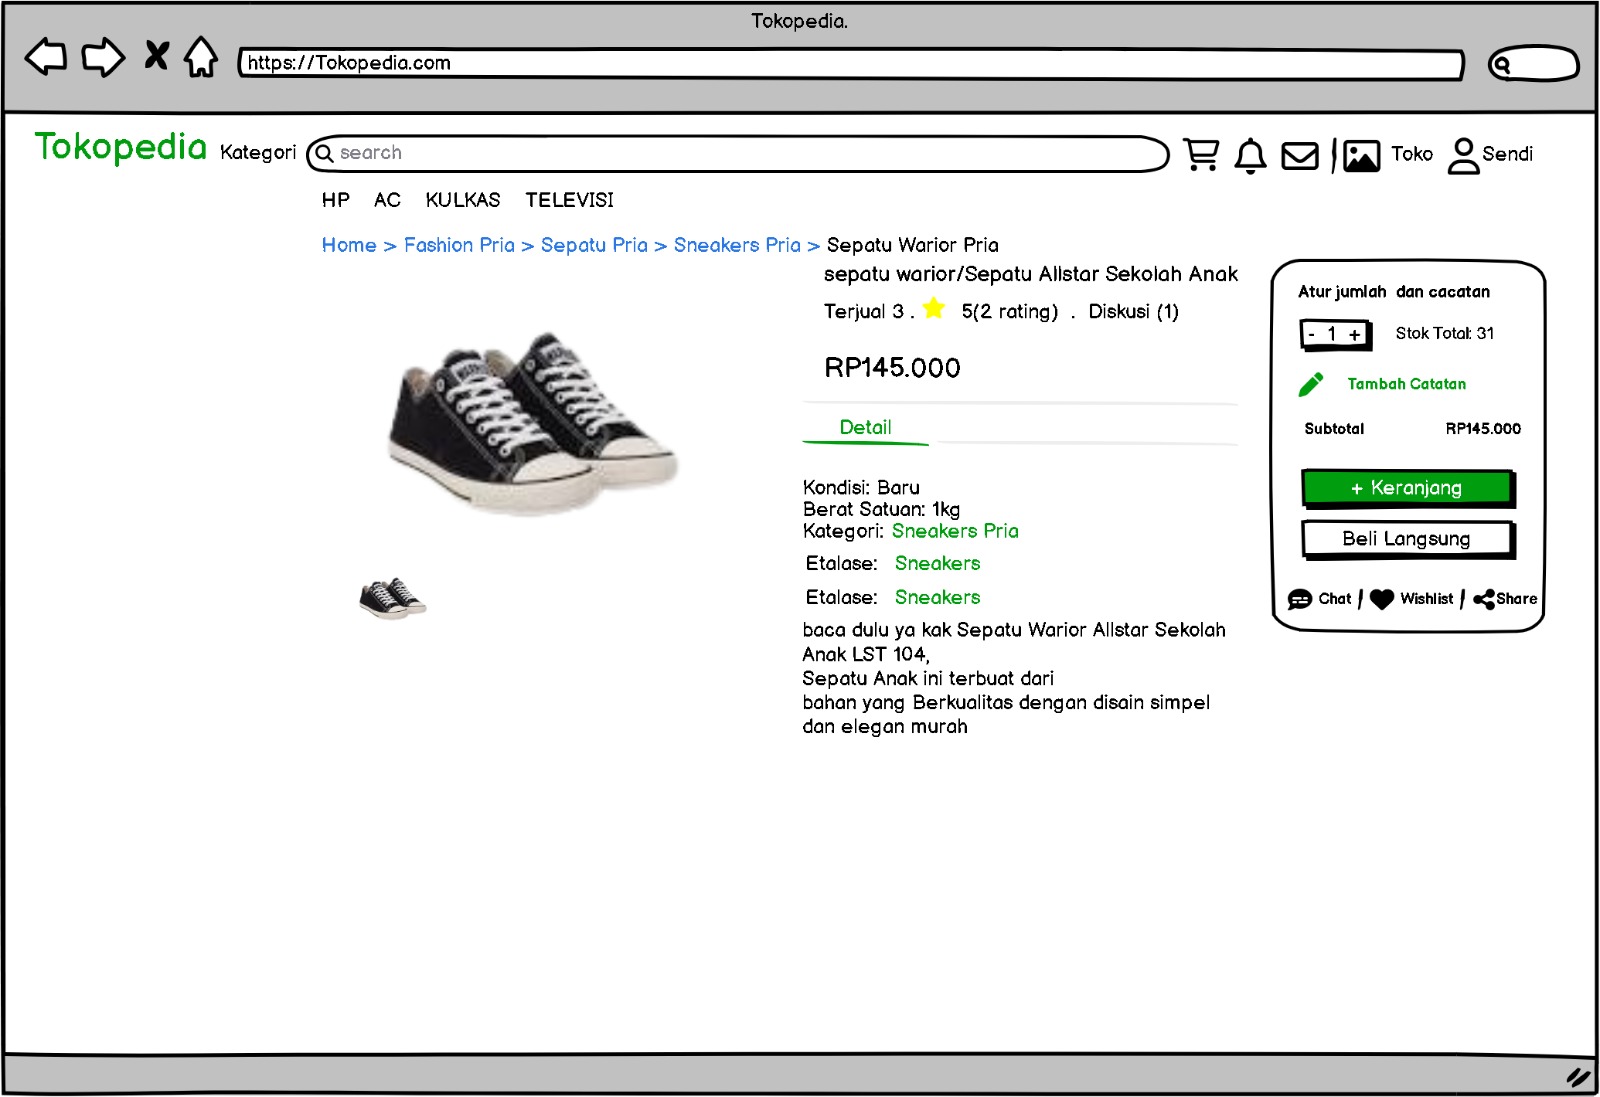 Tokopedia.
https://Tokopedia.com
Tokopedia Kategori search Toko Sendi
HP AC KULKAS TELEVISI
Home > Fashion Pria > Sepatu Pria > Sneakers Pria > Sepatu Warior Pria
sepatu warior/Sepatu Allstar Sekolah Anak
Terjual 3 . 5(2 rating) . Diskusi (1)
RP145.000
Detail
Kondisi: Baru
Berat Satuan: 1kg
Kategori: Sneakers Pria
Etalase: Sneakers
Etalase: Sneakers
baca dulu ya kak Sepatu Warior Allstar Sekolah
Anak LST 104,
Sepatu Anak ini terbuat dari
bahan yang Berkualitas dengan disain simpel
dan elegan murah
Atur jumlah dan cacatan
- 1 + Stok Total: 31
Tambah Catatan
Subtotal RP145.000
+ Keranjang
Beli Langsung
Chat | Wishlist | Share